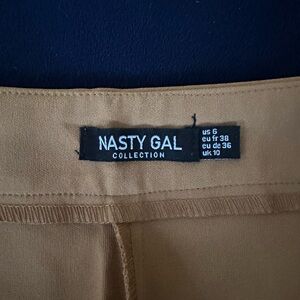 NASTY GAL
COLLECTION
us 6
eu fr 38
eu de 36
uk 10